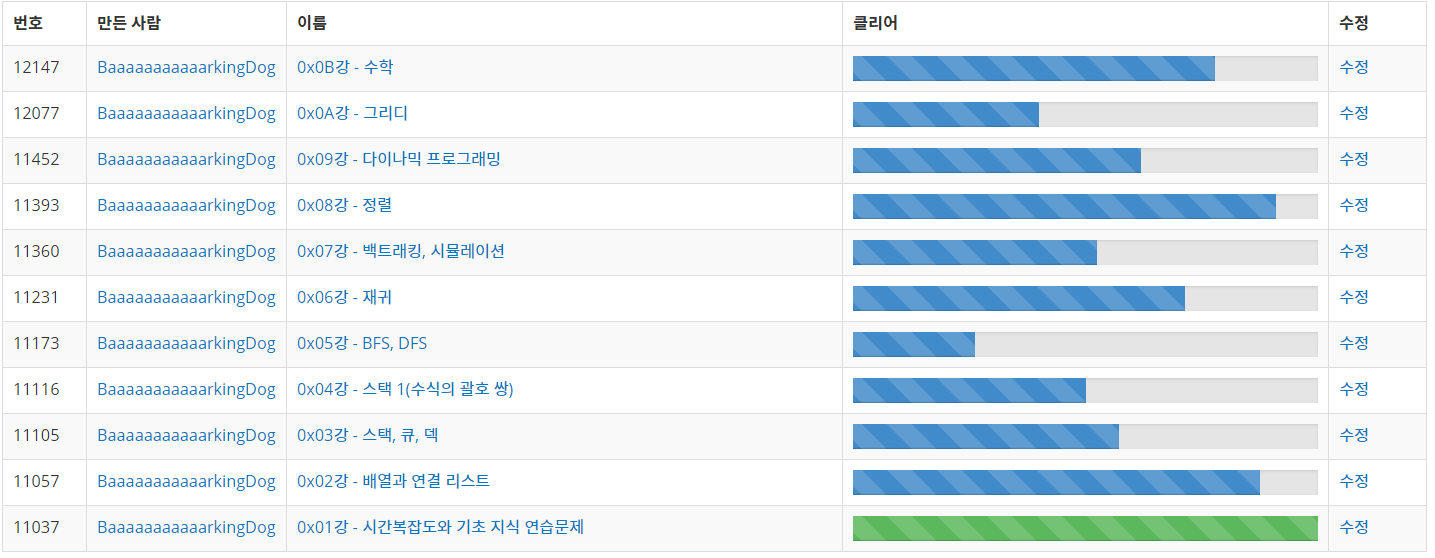 번호 만든 사람 이름 클리어 수정
12147 BaaaaaaaaaaarkingDog 0x0B강 - 수학 수정
12077 BaaaaaaaaaaarkingDog 0x0A강 - 그리디 수정
11452 BaaaaaaaaaaarkingDog 0x09강 - 다이나믹 프로그래밍 수정
11393 BaaaaaaaaaaarkingDog 0x08강 - 정렬 수정
11360 BaaaaaaaaaaarkingDog 0x07강 - 백트래킹, 시뮬레이션 수정
11231 BaaaaaaaaaaarkingDog 0x06강 - 재귀 수정
11173 BaaaaaaaaaaarkingDog 0x05강 - BFS, DFS 수정
11116 BaaaaaaaaaaarkingDog 0x04강 - 스택 1(수식의 괄호 쌍) 수정
11105 BaaaaaaaaaaarkingDog 0x03강 - 스택, 큐, 덱 수정
11057 BaaaaaaaaaaarkingDog 0x02강 - 배열과 연결 리스트 수정
11037 BaaaaaaaaaaarkingDog 0x01강 - 시간복잡도와 기초 지식 연습문제 수정